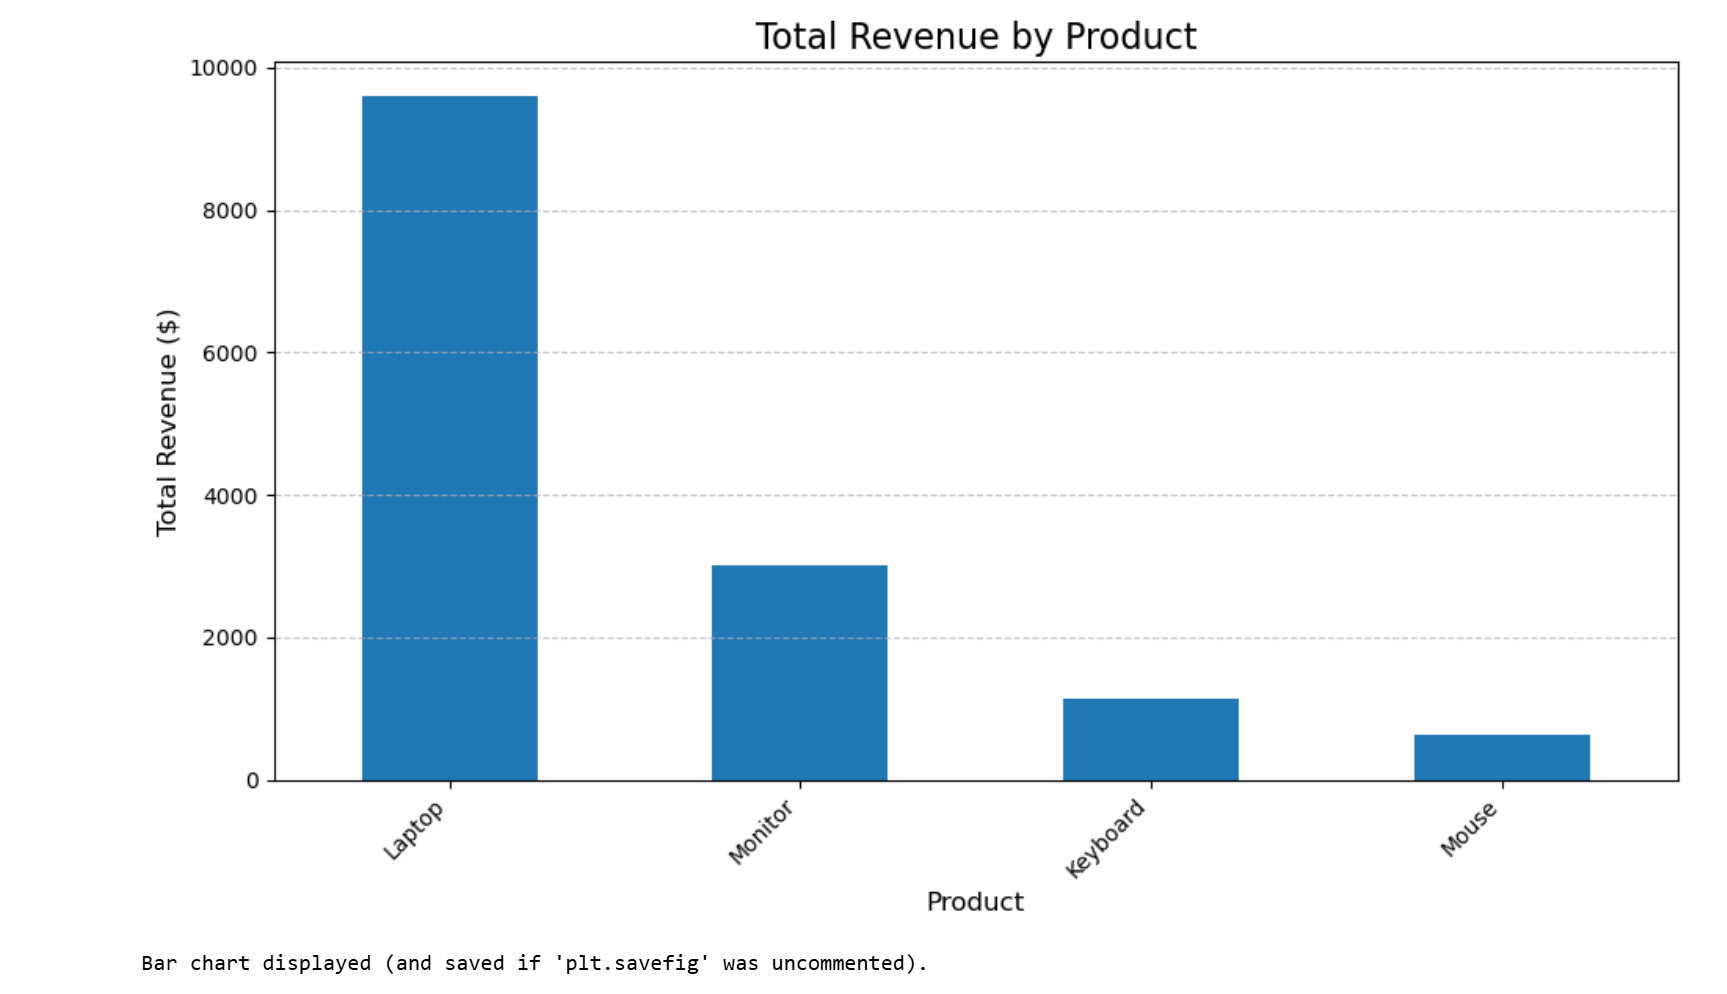 Total Revenue by Product
10000
8000
6000
4000
2000
0
Total Revenue ($)
Laptop
Monitor
Keyboard
Mouse
Product
Bar chart displayed (and saved if 'plt.savefig' was uncommented).